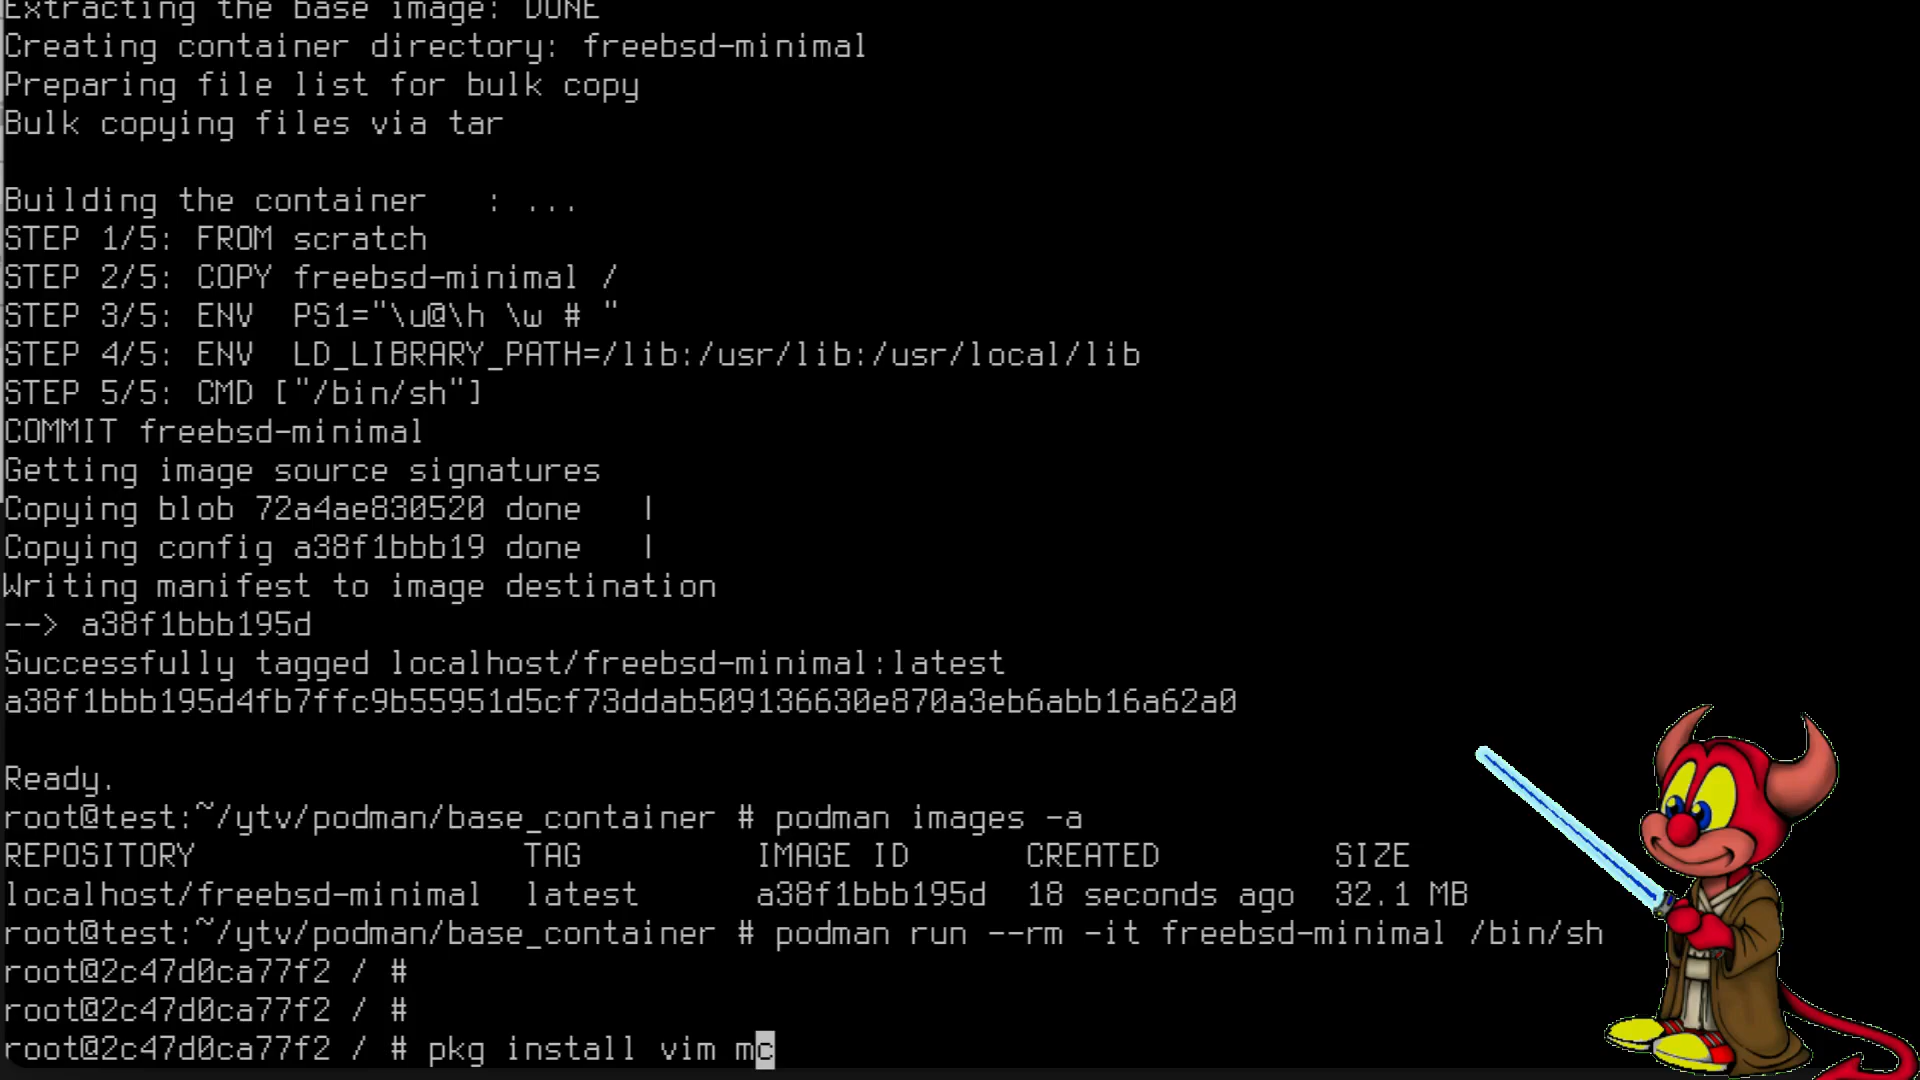 Extracting the base image: DONE
Creating container directory: freebsd-minimal
Preparing file list for bulk copy
Bulk copying files via tar
Building the container   : ...
STEP 1/5: FROM scratch
STEP 2/5: COPY freebsd-minimal /
STEP 3/5: ENV  PS1="\u@\h \w # "
STEP 4/5: ENV  LD_LIBRARY_PATH=/lib:/usr/lib:/usr/local/lib
STEP 5/5: CMD ["/bin/sh"]
COMMIT freebsd-minimal
Getting image source signatures
Copying blob 72a4ae830520 done   |
Copying config a38f1bbb19 done   |
Writing manifest to image destination
--> a38f1bbb195d
Successfully tagged localhost/freebsd-minimal:latest
a38f1bbb195d4fb7ffc9b55951d5cf73ddab509136630e870a3eb6abb16a62a0
Ready.
root@test:~/ytv/podman/base_container # podman images -a
REPOSITORY                 TAG         IMAGE ID      CREATED         SIZE
localhost/freebsd-minimal  latest      a38f1bbb195d  18 seconds ago  32.1 MB
root@test:~/ytv/podman/base_container # podman run --rm -it freebsd-minimal /bin/sh
root@2c47d0ca77f2 / #
root@2c47d0ca77f2 / #
root@2c47d0ca77f2 / # pkg install vim mc